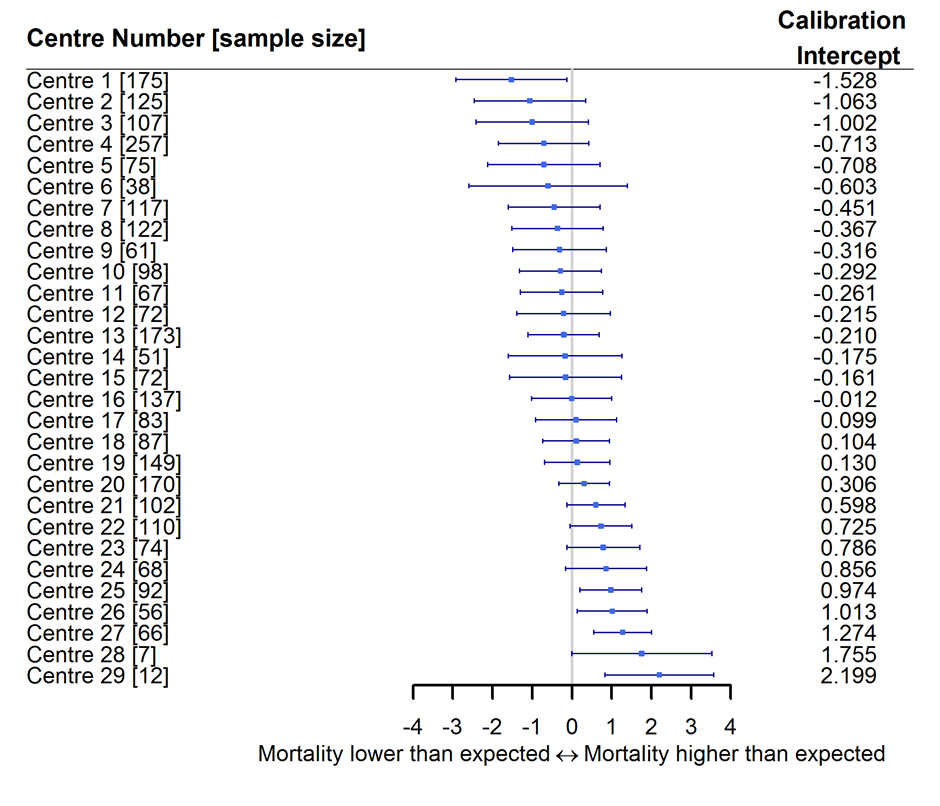 Centre Number [sample size]
Calibration
Intercept
Centre 1 [175] -1.528
Centre 2 [125] -1.063
Centre 3 [107] -1.002
Centre 4 [257] -0.713
Centre 5 [75] -0.708
Centre 6 [38] -0.603
Centre 7 [117] -0.451
Centre 8 [122] -0.367
Centre 9 [61] -0.316
Centre 10 [98] -0.292
Centre 11 [67] -0.261
Centre 12 [72] -0.215
Centre 13 [173] -0.210
Centre 14 [51] -0.175
Centre 15 [72] -0.161
Centre 16 [137] -0.012
Centre 17 [83] 0.099
Centre 18 [87] 0.104
Centre 19 [149] 0.130
Centre 20 [170] 0.306
Centre 21 [102] 0.598
Centre 22 [110] 0.725
Centre 23 [74] 0.786
Centre 24 [68] 0.856
Centre 25 [92] 0.974
Centre 26 [56] 1.013
Centre 27 [66] 1.274
Centre 28 [7] 1.755
Centre 29 [12] 2.199
-4 -3 -2 -1 0 1 2 3 4
Mortality lower than expected ↔ Mortality higher than expected